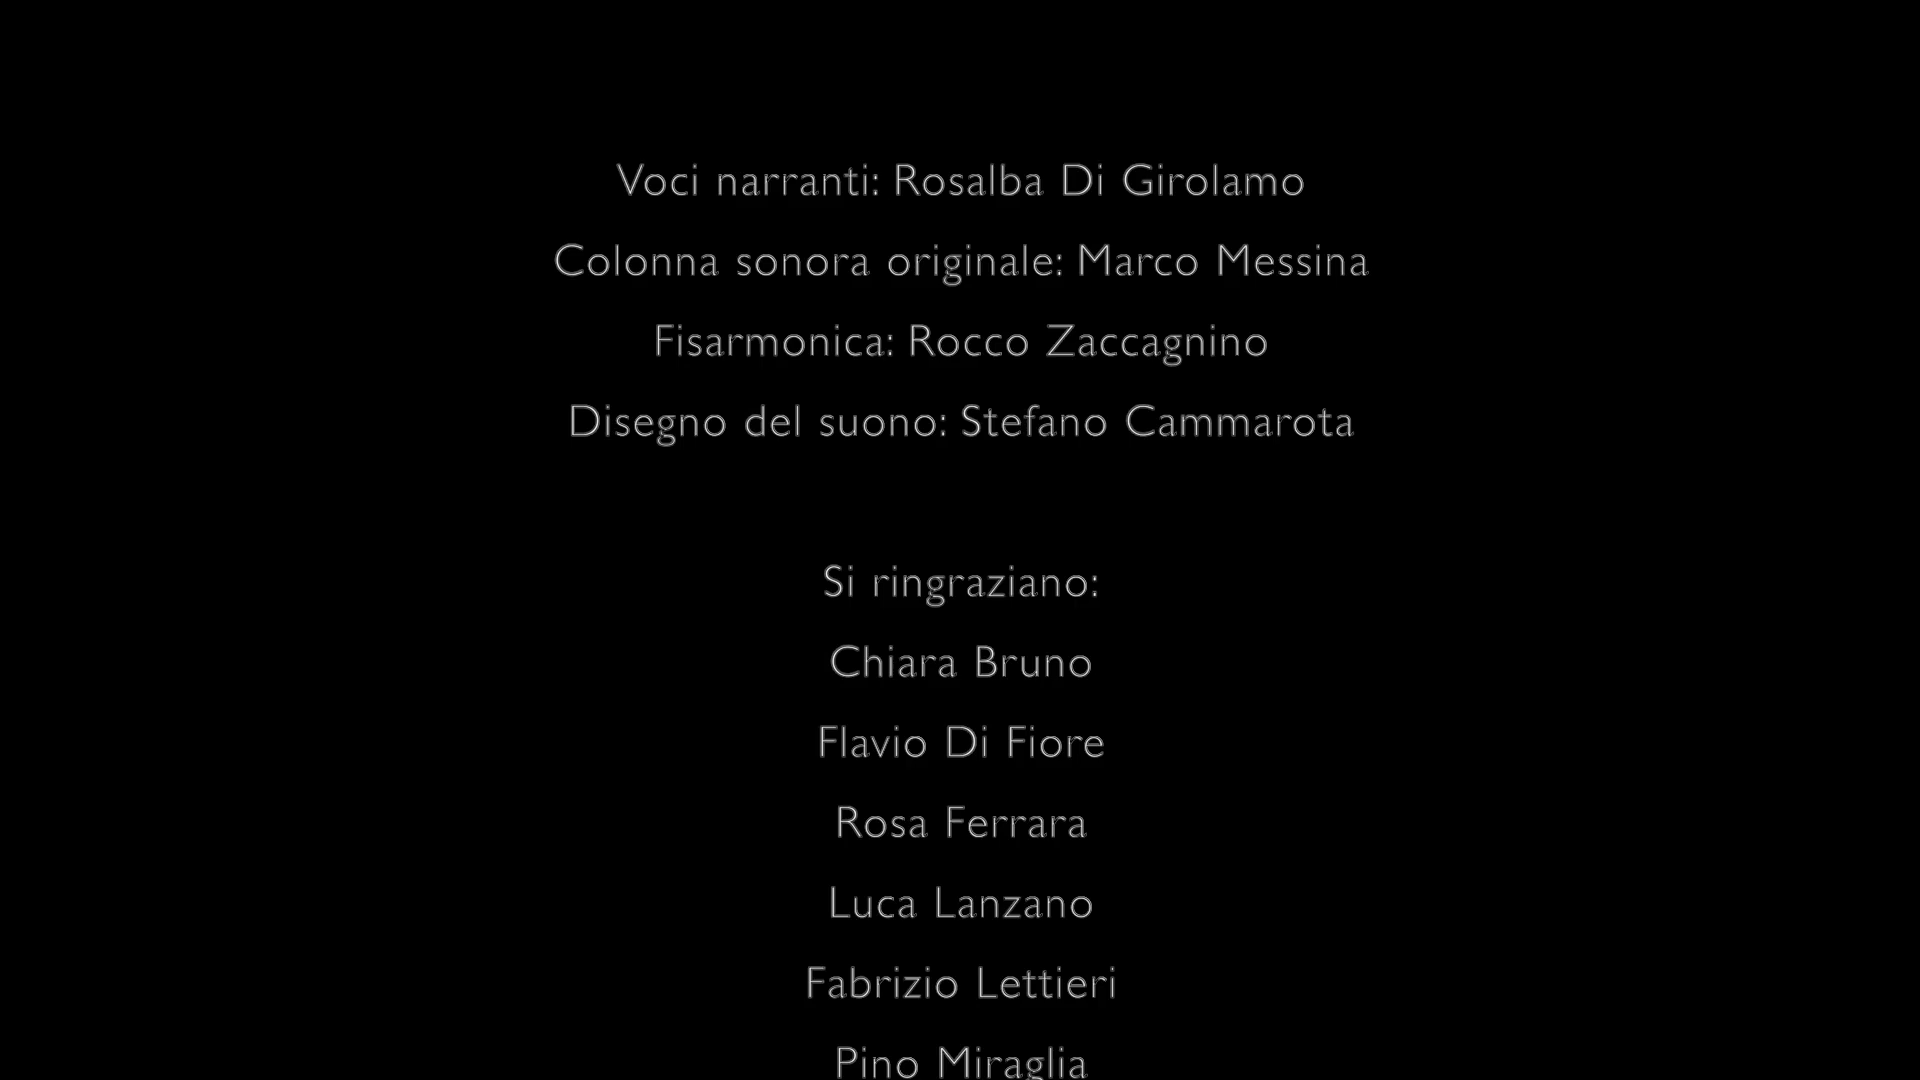 Voci narranti: Rosalba Di Girolamo
Colonna sonora originale: Marco Messina
Fisarmonica: Rocco Zaccagnino
Disegno del suono: Stefano Cammarota
Si ringraziano:
Chiara Bruno
Flavio Di Fiore
Rosa Ferrara
Luca Lanzano
Fabrizio Lettieri
Pino Miraglia